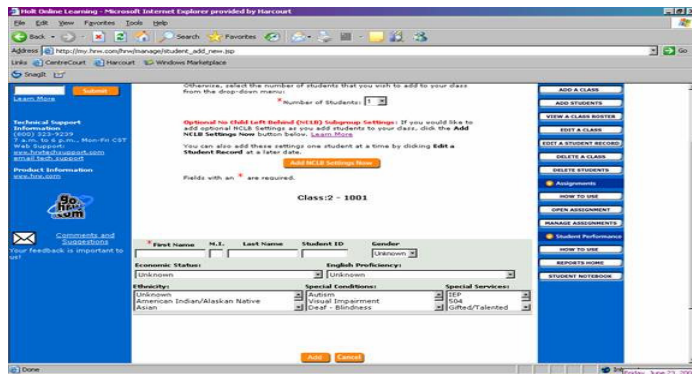 Holt Online Learning - Microsoft Internet Explorer provided by Harcourt
File Edit View Favorites Tools Help
Back Search Favorites
Address http://my.hrw.com/hrw/manage/student_add_new.jsp Go
Links CentreCourt Harcourt Windows Marketplace
SnagIt
Submit
Learn More
Technical Support
Information
(800) 323-9239
7 a.m. to 6 p.m., Mon-Fri CST
Web Support:
www.hrwtechsupport.com
email tech support
Product Information
www.hrw.com
go.
hrw
com
Comments and
Suggestions
Your feedback is important to
us!
Otherwise, select the number of students that you wish to add to your class
from the drop-down menu:
*Number of Students: 1
Optional No Child Left Behind (NCLB) Subgroup Settings: If you would like to
add optional NCLB Settings as you add students to your class, click the Add
NCLB Settings Now button below. Learn More
You can also add these settings one student at a time by clicking Edit a
Student Record at a later date.
Add NCLB Settings Now
Fields with an * are required.
Class:2 - 1001
*First Name M.I. Last Name Student ID Gender
Unknown
Economic Status: English Proficiency:
Unknown Unknown
Ethnicity: Special Conditions: Special Services:
Unknown Autism IEP
American Indian/Alaskan Native Visual Impairment 504
Asian Deaf - Blindness Gifted/Talented
Add Cancel
ADD A CLASS
ADD STUDENTS
VIEW A CLASS ROSTER
EDIT A CLASS
EDIT A STUDENT RECORD
DELETE A CLASS
DELETE STUDENTS
Assignments
HOW TO USE
OPEN ASSIGNMENT
MANAGE ASSIGNMENTS
Student Performance
HOW TO USE
REPORTS HOME
STUDENT NOTEBOOK
Done
Friday, June 23, 200